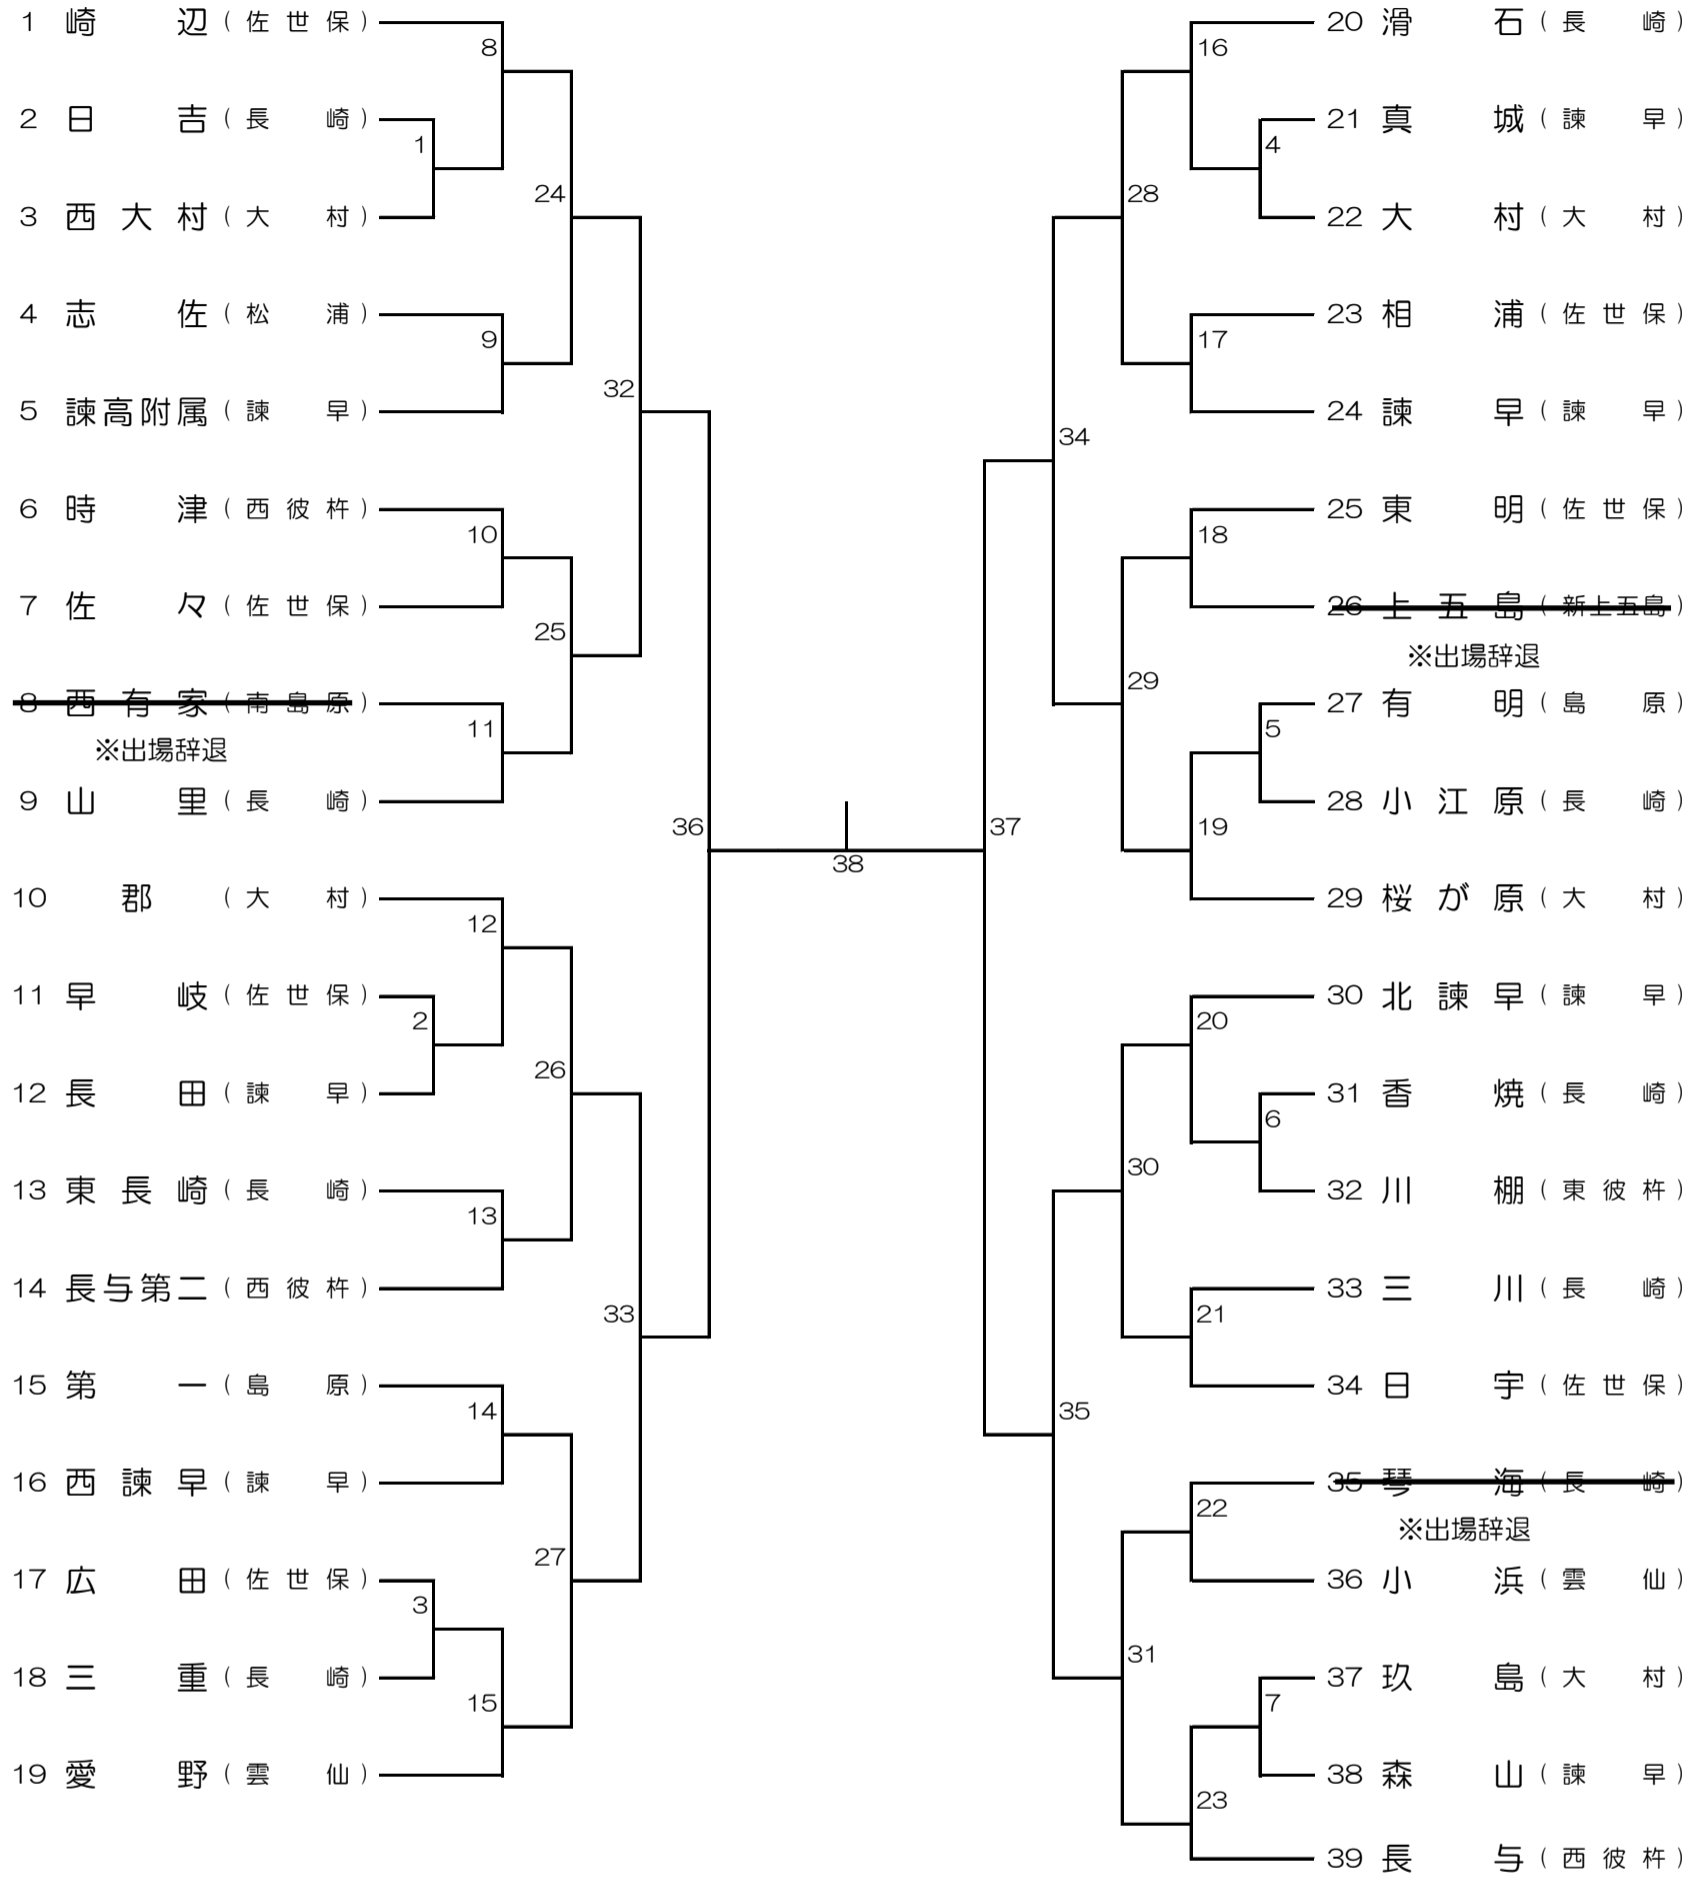 1 崎辺（佐世保）
8
2 日吉（長崎）
1
24
3 西大村（大村）
4 志佐（松浦）
9
32
5 諫高附属（諫早）
6 時津（西彼杵）
10
7 佐々（佐世保）
25
8 西有家（南島原）
11
※出場辞退
9 山里（長崎）
36
38
10 郡（大村）
12
11 早岐（佐世保）
2
26
12 長田（諫早）
13 東長崎（長崎）
13
14 長与第二（西彼杵）
33
15 第一（島原）
14
16 西諫早（諫早）
27
17 広田（佐世保）
3
18 三重（長崎）
15
19 愛野（雲仙）
20 滑石（長崎）
16
21 真城（諫早）
4
28
22 大村（大村）
23 相浦（佐世保）
17
24 諫早（諫早）
34
25 東明（佐世保）
18
26 上五島（新上五島）
※出場辞退
29
27 有明（島原）
5
28 小江原（長崎）
19
37
29 桜が原（大村）
30 北諫早（諫早）
20
31 香焼（長崎）
6
30
32 川棚（東彼杵）
33 三川（長崎）
21
34 日宇（佐世保）
35
35 琴海（長崎）
22
※出場辞退
36 小浜（雲仙）
31
37 玖島（大村）
7
38 森山（諫早）
23
39 長与（西彼杵）